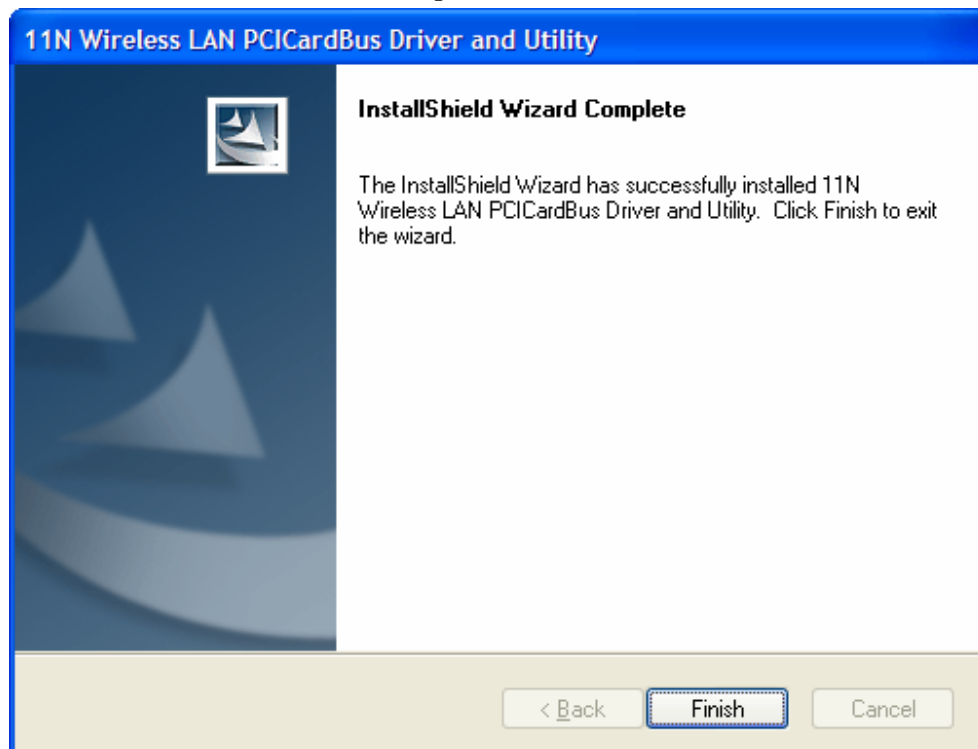 11N Wireless LAN PCICardBus Driver and Utility
InstallShield Wizard Complete
The InstallShield Wizard has successfully installed 11N
Wireless LAN PCICardBus Driver and Utility.  Click Finish to exit
the wizard.
< Back
Finish
Cancel